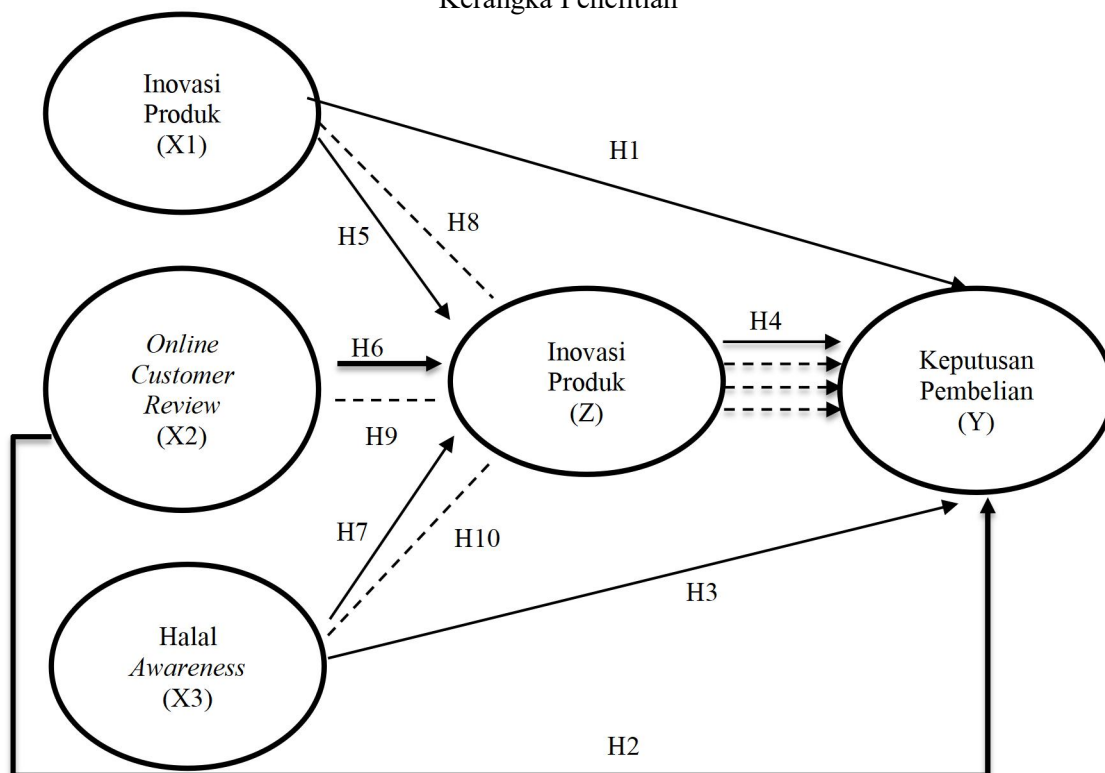 Kerangka Penelitian
Inovasi
Produk
(X1)
H1
H8
H5
Online
Customer
Review
(X2)
H6
H9
Inovasi
Produk
(Z)
H4
Keputusan
Pembelian
(Y)
H7
H10
H3
Halal
Awareness
(X3)
H2